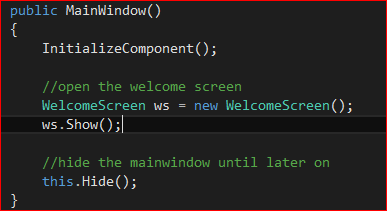 public MainWindow()
{
InitializeComponent();
//open the welcome screen
WelcomeScreen ws = new WelcomeScreen();
ws.Show();
//hide the mainwindow until later on
this.Hide();
}